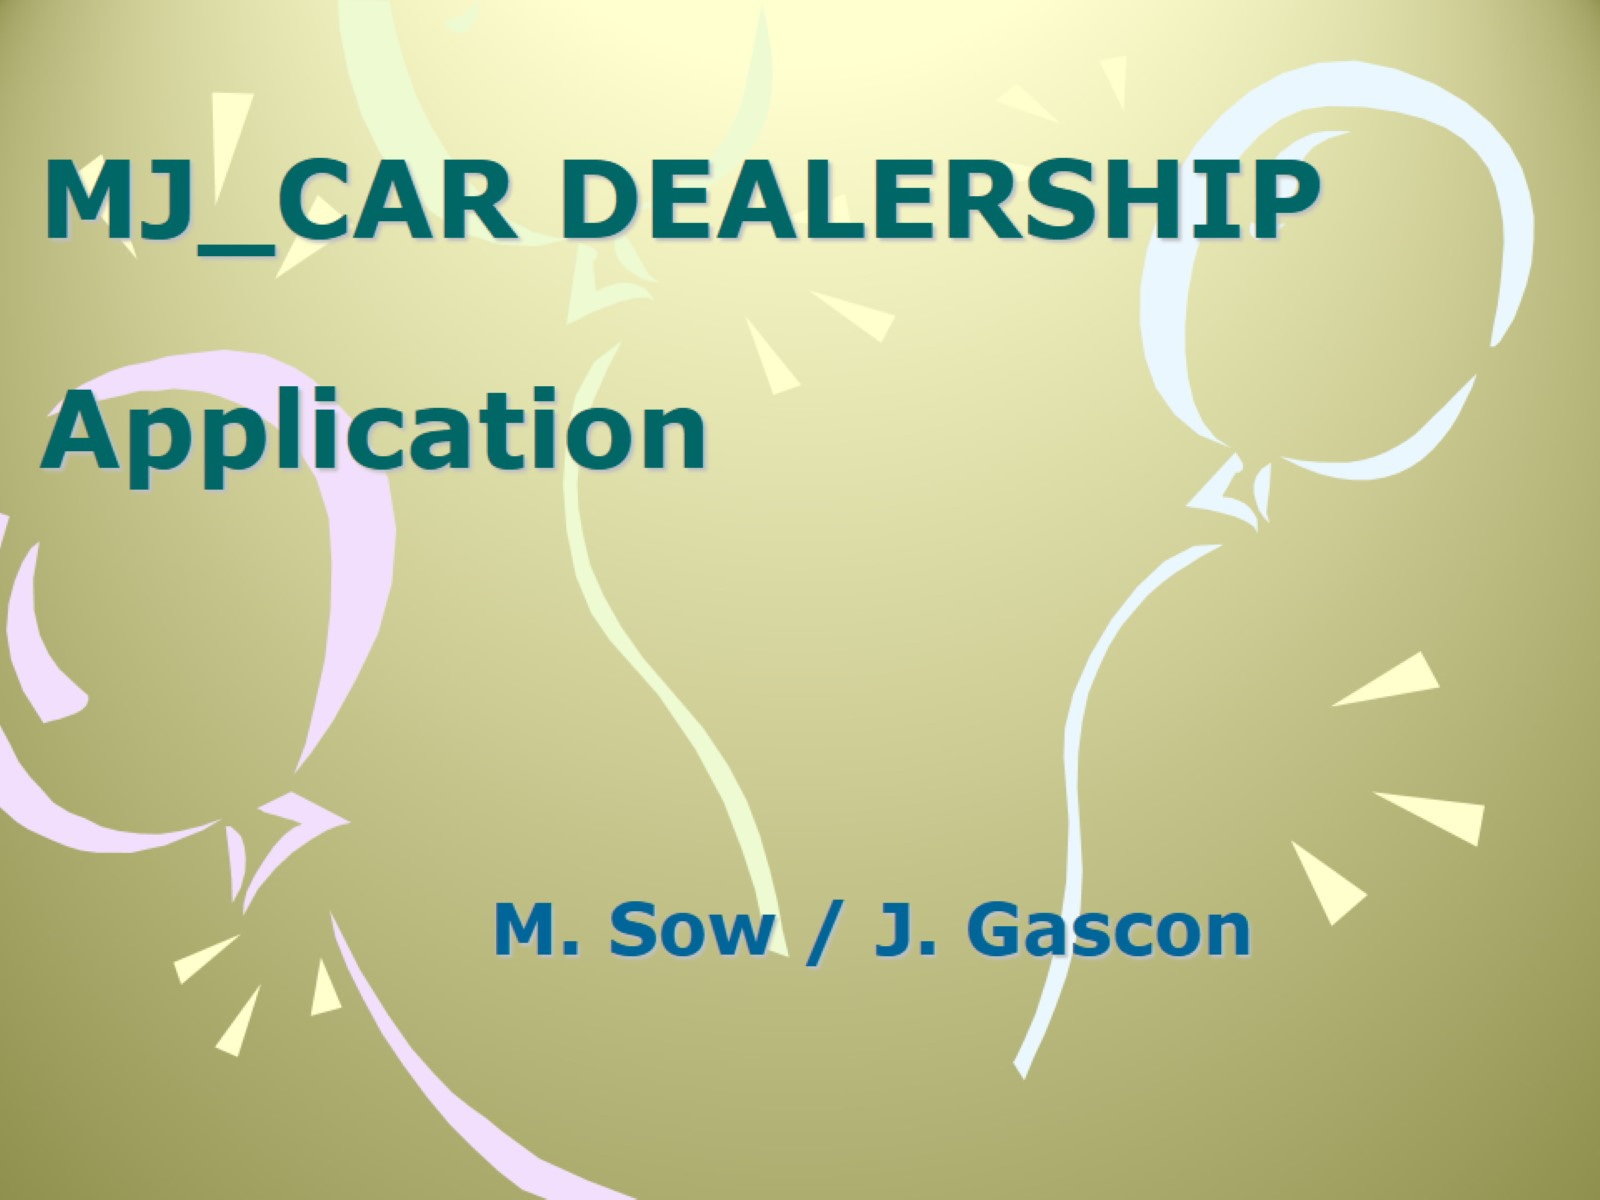 MJ_CAR DEALERSHIP
Application
M. Sow / J. Gascon